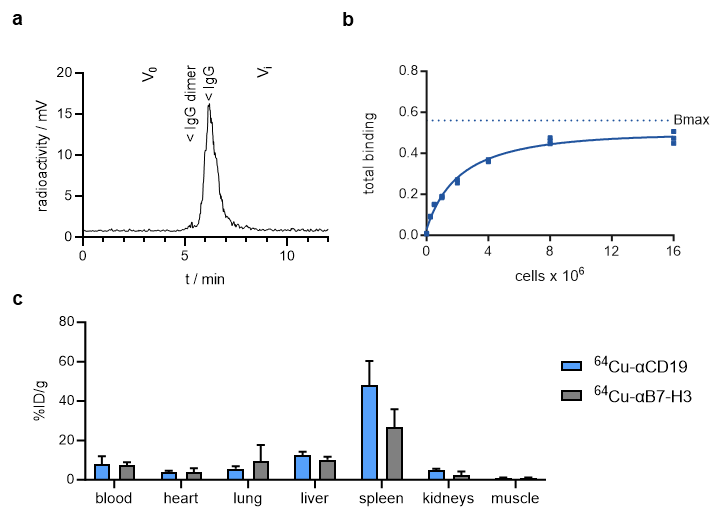 a
V₀
< IgG dimer
< IgG
Vᵢ
radioactivity / mV
20
15
10
5
0
0
5
10
t / min
b
total binding
0.8
0.6
0.4
0.2
0.0
Bmax
0
4
8
12
16
cells x 10⁶
c
%ID/g
80
60
40
20
0
blood
heart
lung
liver
spleen
kidneys
muscle
⁶⁴Cu-αCD19
⁶⁴Cu-αB7-H3